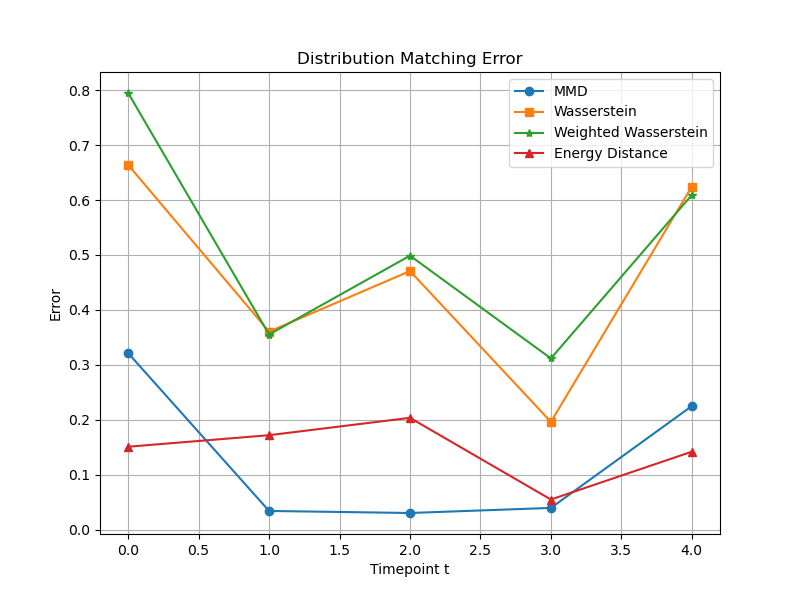 Distribution Matching Error
MMD
Wasserstein
Weighted Wasserstein
Energy Distance
Error
0.8
0.7
0.6
0.5
0.4
0.3
0.2
0.1
0.0
0.0 0.5 1.0 1.5 2.0 2.5 3.0 3.5 4.0
Timepoint t